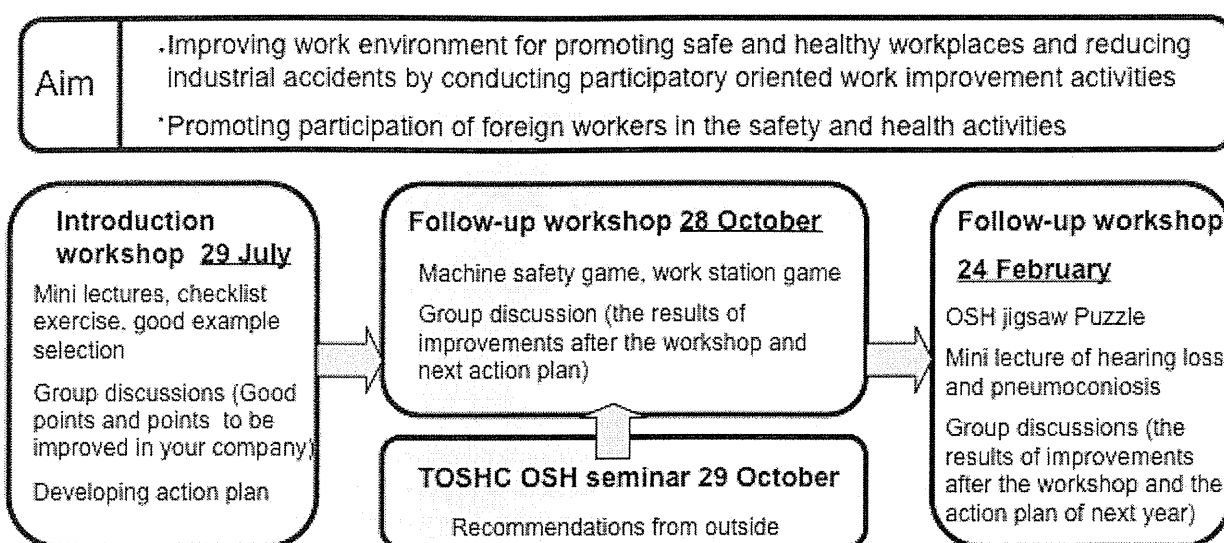 Aim
.Improving work environment for promoting safe and healthy workplaces and reducing
industrial accidents by conducting participatory oriented work improvement activities
·Promoting participation of foreign workers in the safety and health activities
Introduction
workshop 29 July
Mini lectures, checklist
exercise, good example
selection
Group discussions (Good
points and points to be
improved in your company)
Developing action plan
Follow-up workshop 28 October
Machine safety game, work station game
Group discussion (the results of
improvements after the workshop and
next action plan)
TOSHC OSH seminar 29 October
Recommendations from outside
Follow-up workshop
24 February
OSH jigsaw Puzzle
Mini lecture of hearing loss
and pneumoconiosis
Group discussions (the
results of improvements
after the workshop and the
action plan of next year)